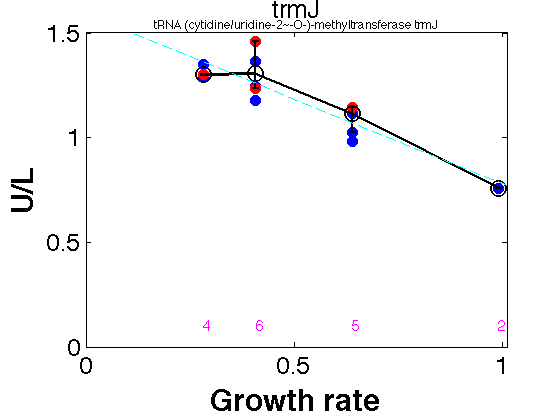 trmJ
tRNA (cytidine/uridine-2~-O-)-methyltransferase trmJ
1.5
1
0.5
0
U/L
4
6
5
2
0
0.5
1
Growth rate